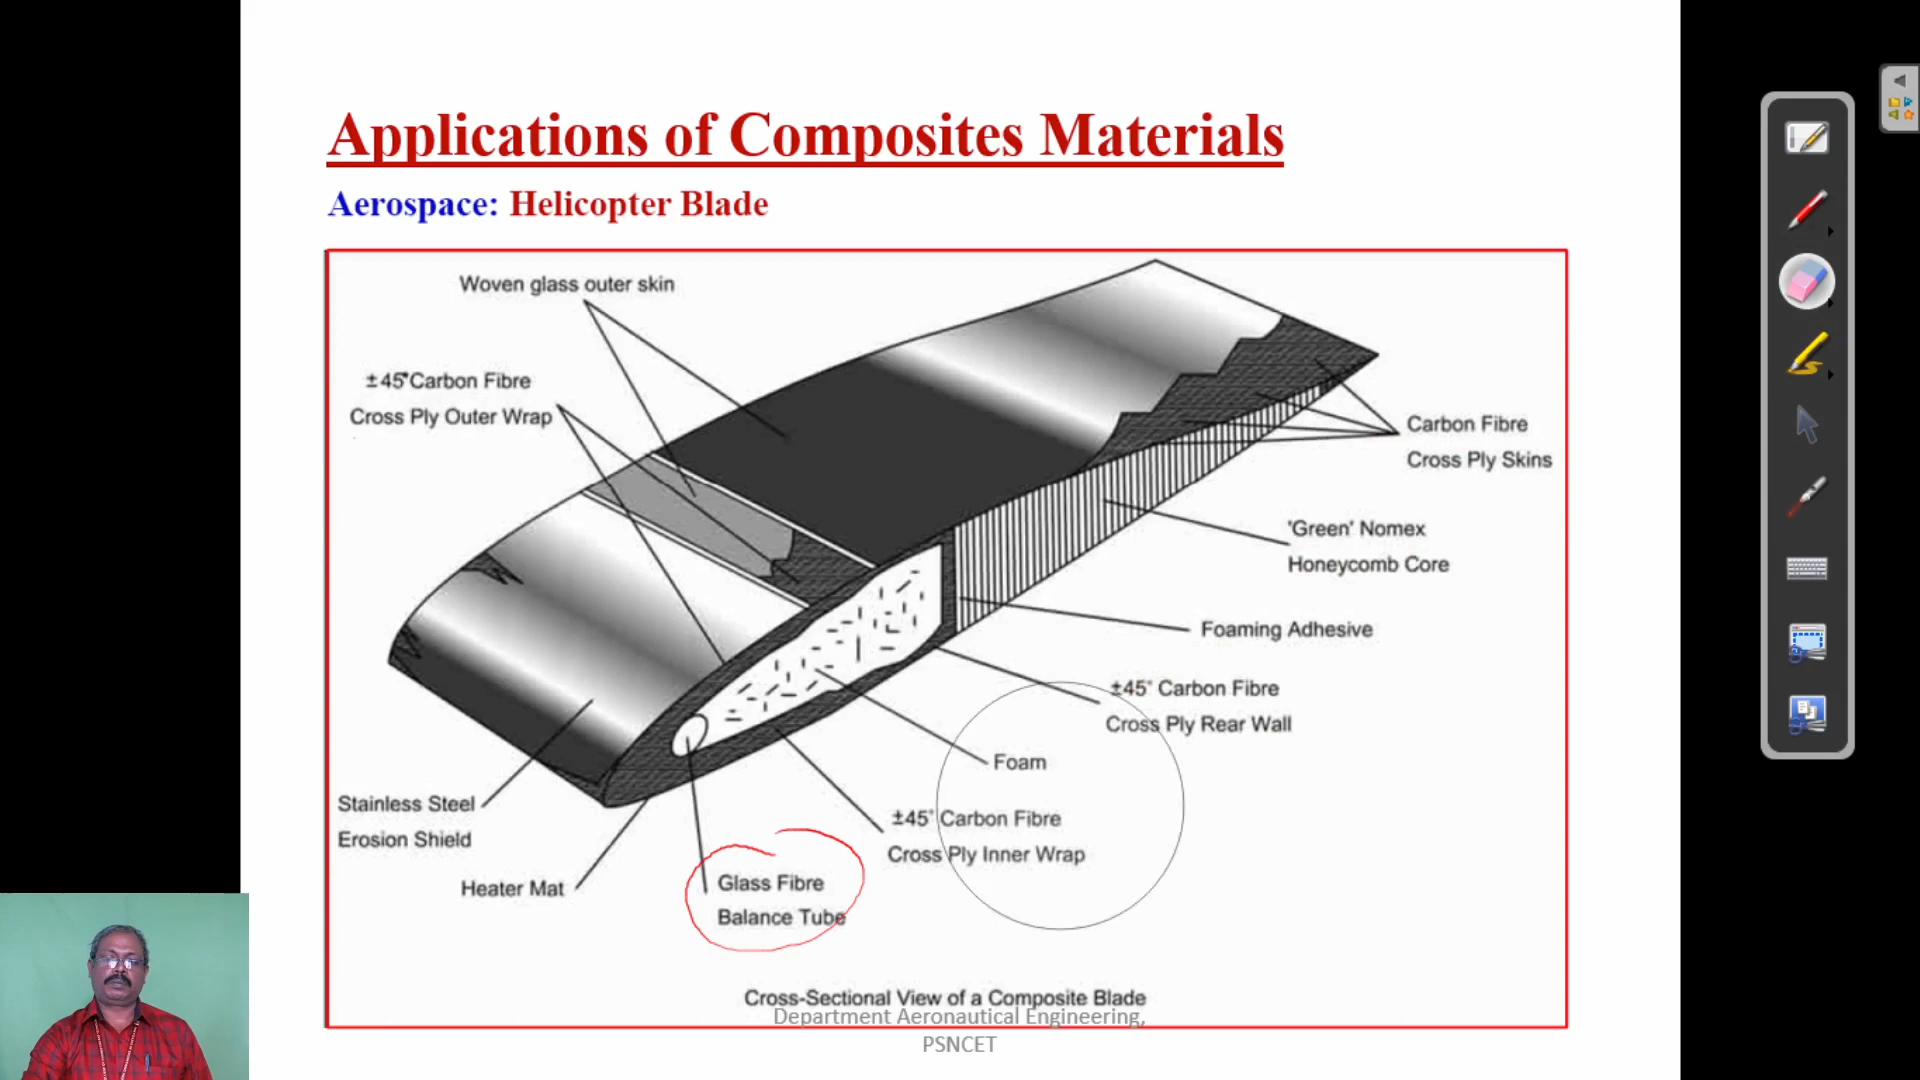 Applications of Composites Materials
Aerospace: Helicopter Blade
Woven glass outer skin
±45°Carbon Fibre
Cross Ply Outer Wrap
Carbon Fibre
Cross Ply Skins
'Green' Nomex
Honeycomb Core
Foaming Adhesive
±45° Carbon Fibre
Cross Ply Rear Wall
Foam
Stainless Steel
Erosion Shield
±45° Carbon Fibre
Cross Ply Inner Wrap
Heater Mat
Glass Fibre
Balance Tube
Cross-Sectional View of a Composite Blade
Department Aeronautical Engineering,
PSNCET